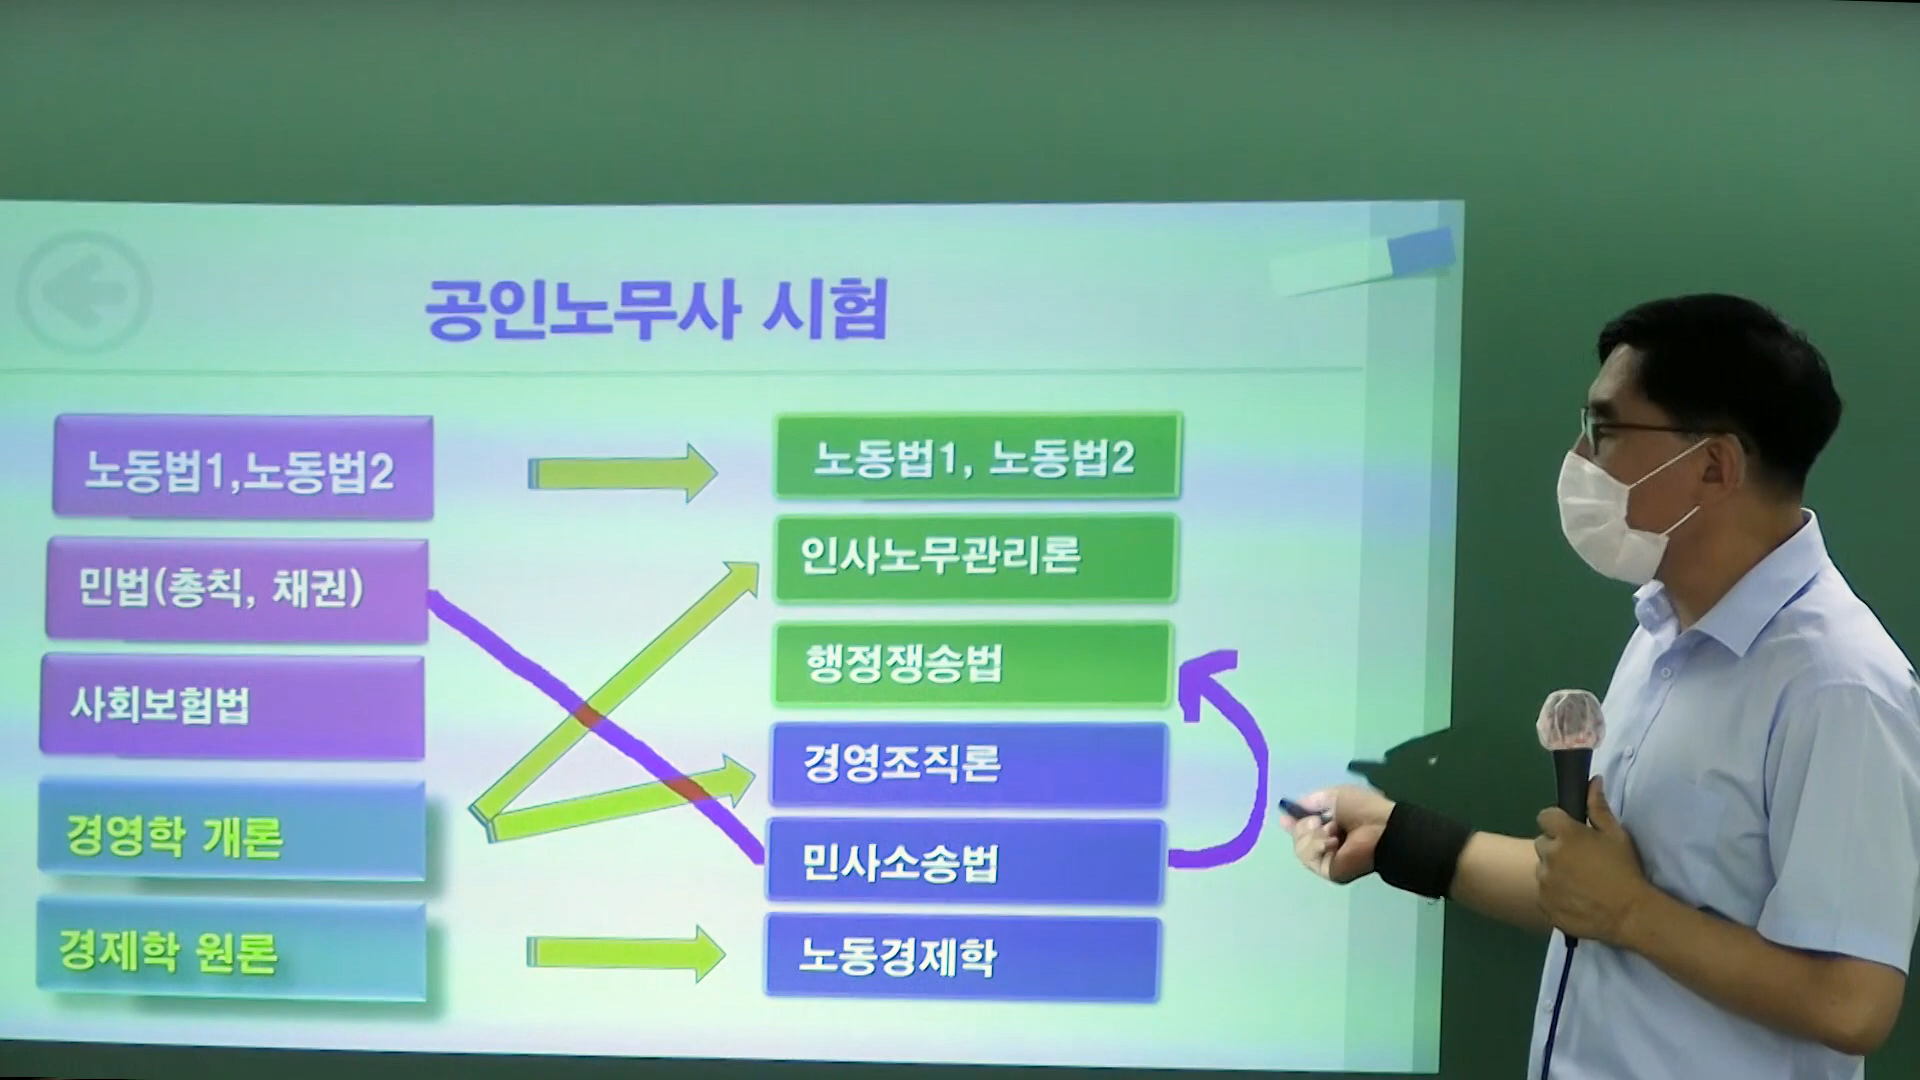 공인노무사 시험
노동법1,노동법2
민법(총칙, 채권)
사회보험법
경영학 개론
경제학 원론
노동법1, 노동법2
인사노무관리론
행정쟁송법
경영조직론
민사소송법
노동경제학